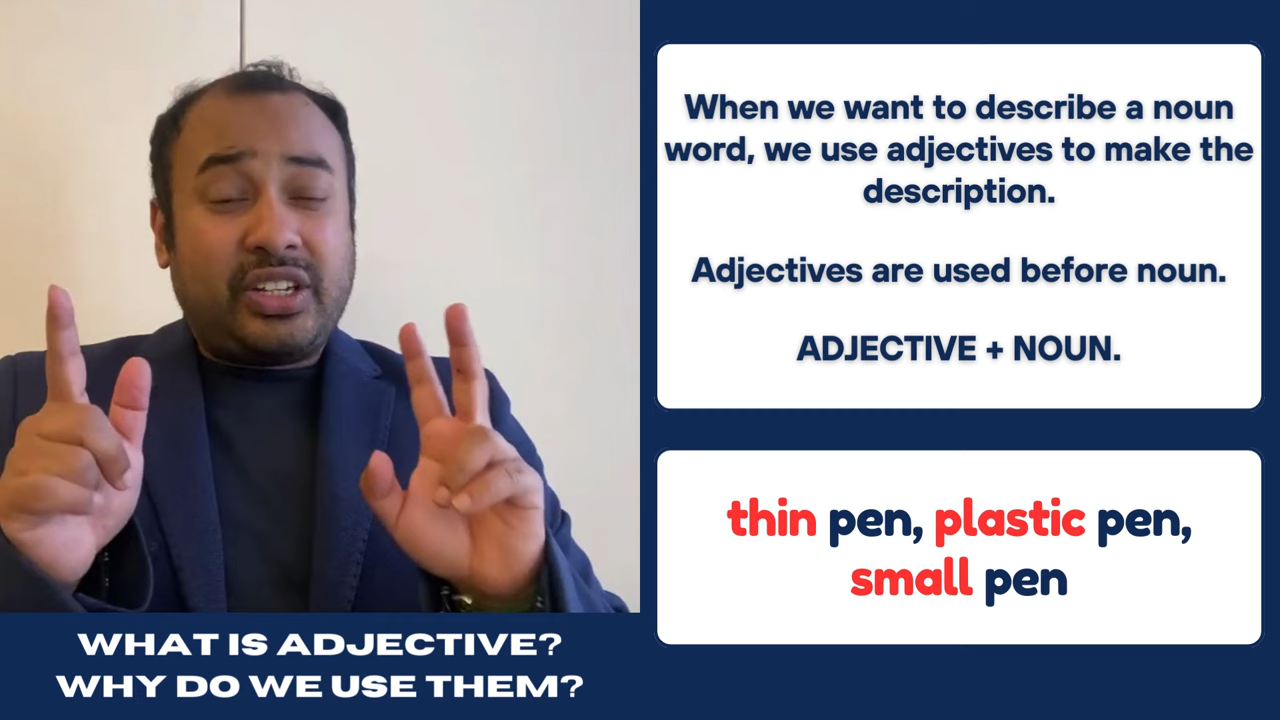 When we want to describe a noun
word, we use adjectives to make the
description.
Adjectives are used before noun.
ADJECTIVE + NOUN.
thin pen, plastic pen,
small pen
WHAT IS ADJECTIVE?
WHY DO WE USE THEM?